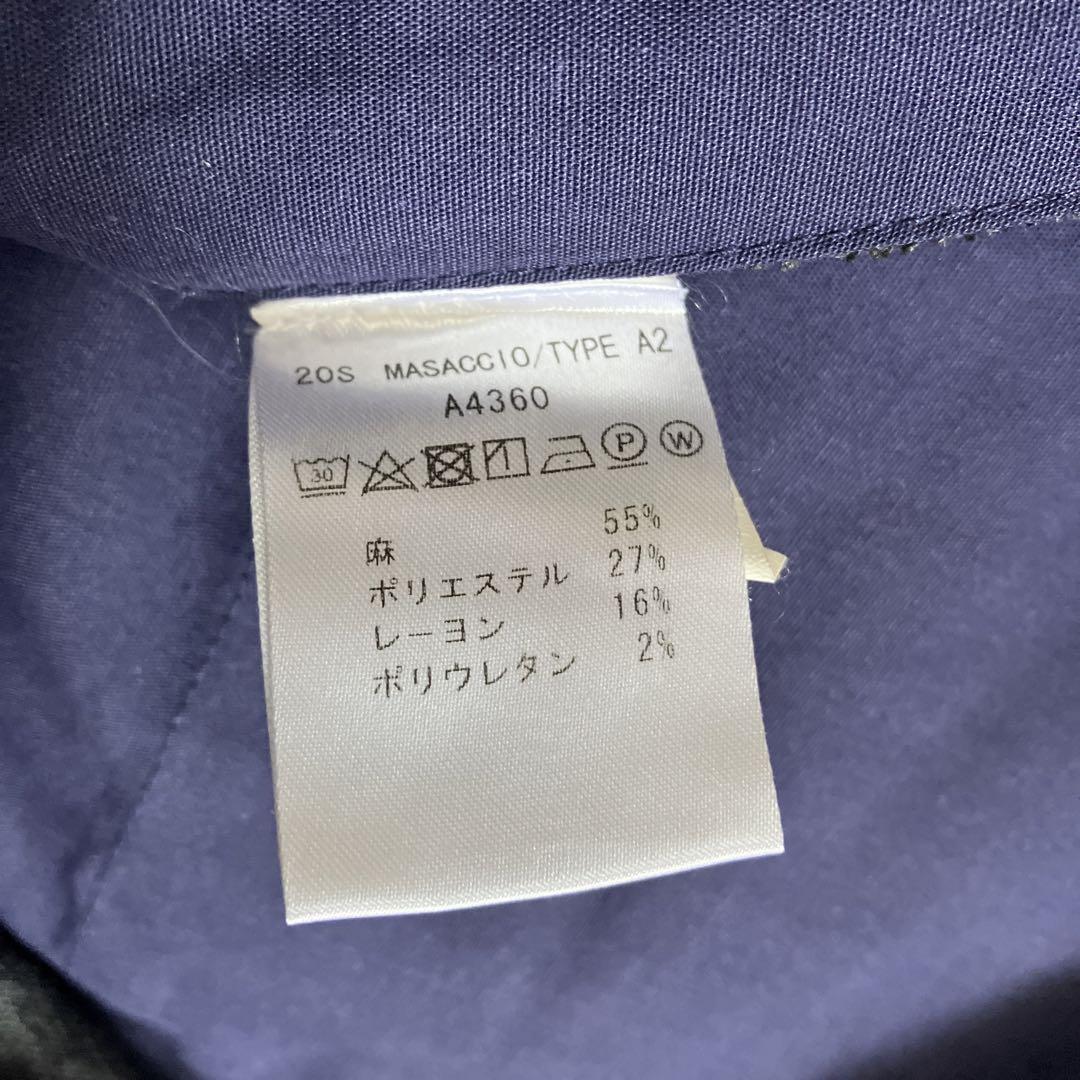 20S MASACCIO/TYPE A2
A4360
30 P W
麻 55%
ポリエステル 27%
レーヨン 16%
ポリウレタン 2%